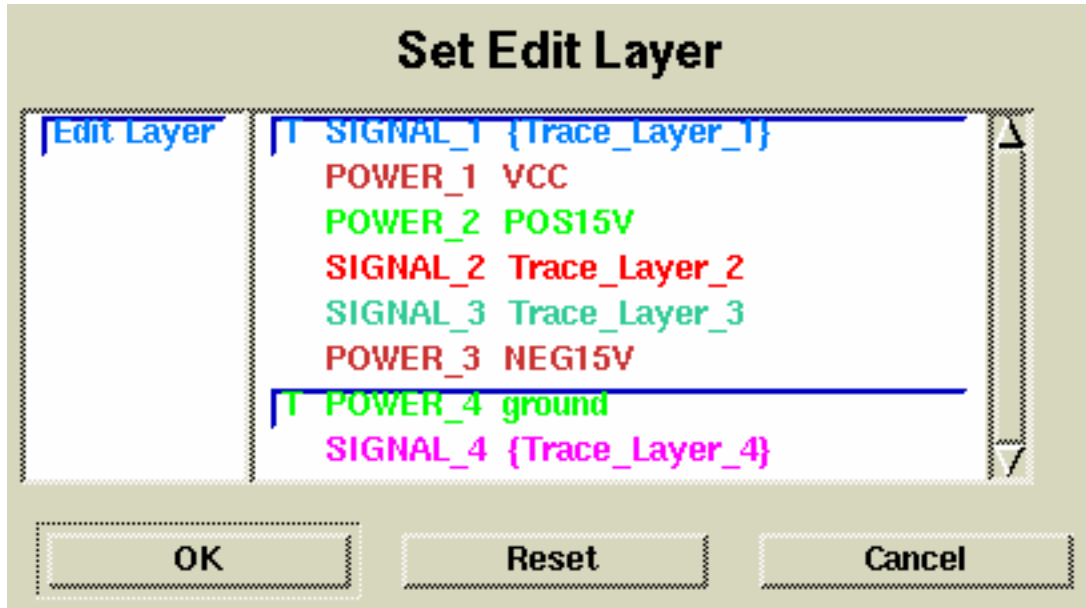 Set Edit Layer
Edit Layer
T SIGNAL_1 {Trace_Layer_1}
POWER_1 VCC
POWER_2 POS15V
SIGNAL_2 Trace_Layer_2
SIGNAL_3 Trace_Layer_3
POWER_3 NEG15V
T POWER_4 ground
SIGNAL_4 {Trace_Layer_4}
OK Reset Cancel